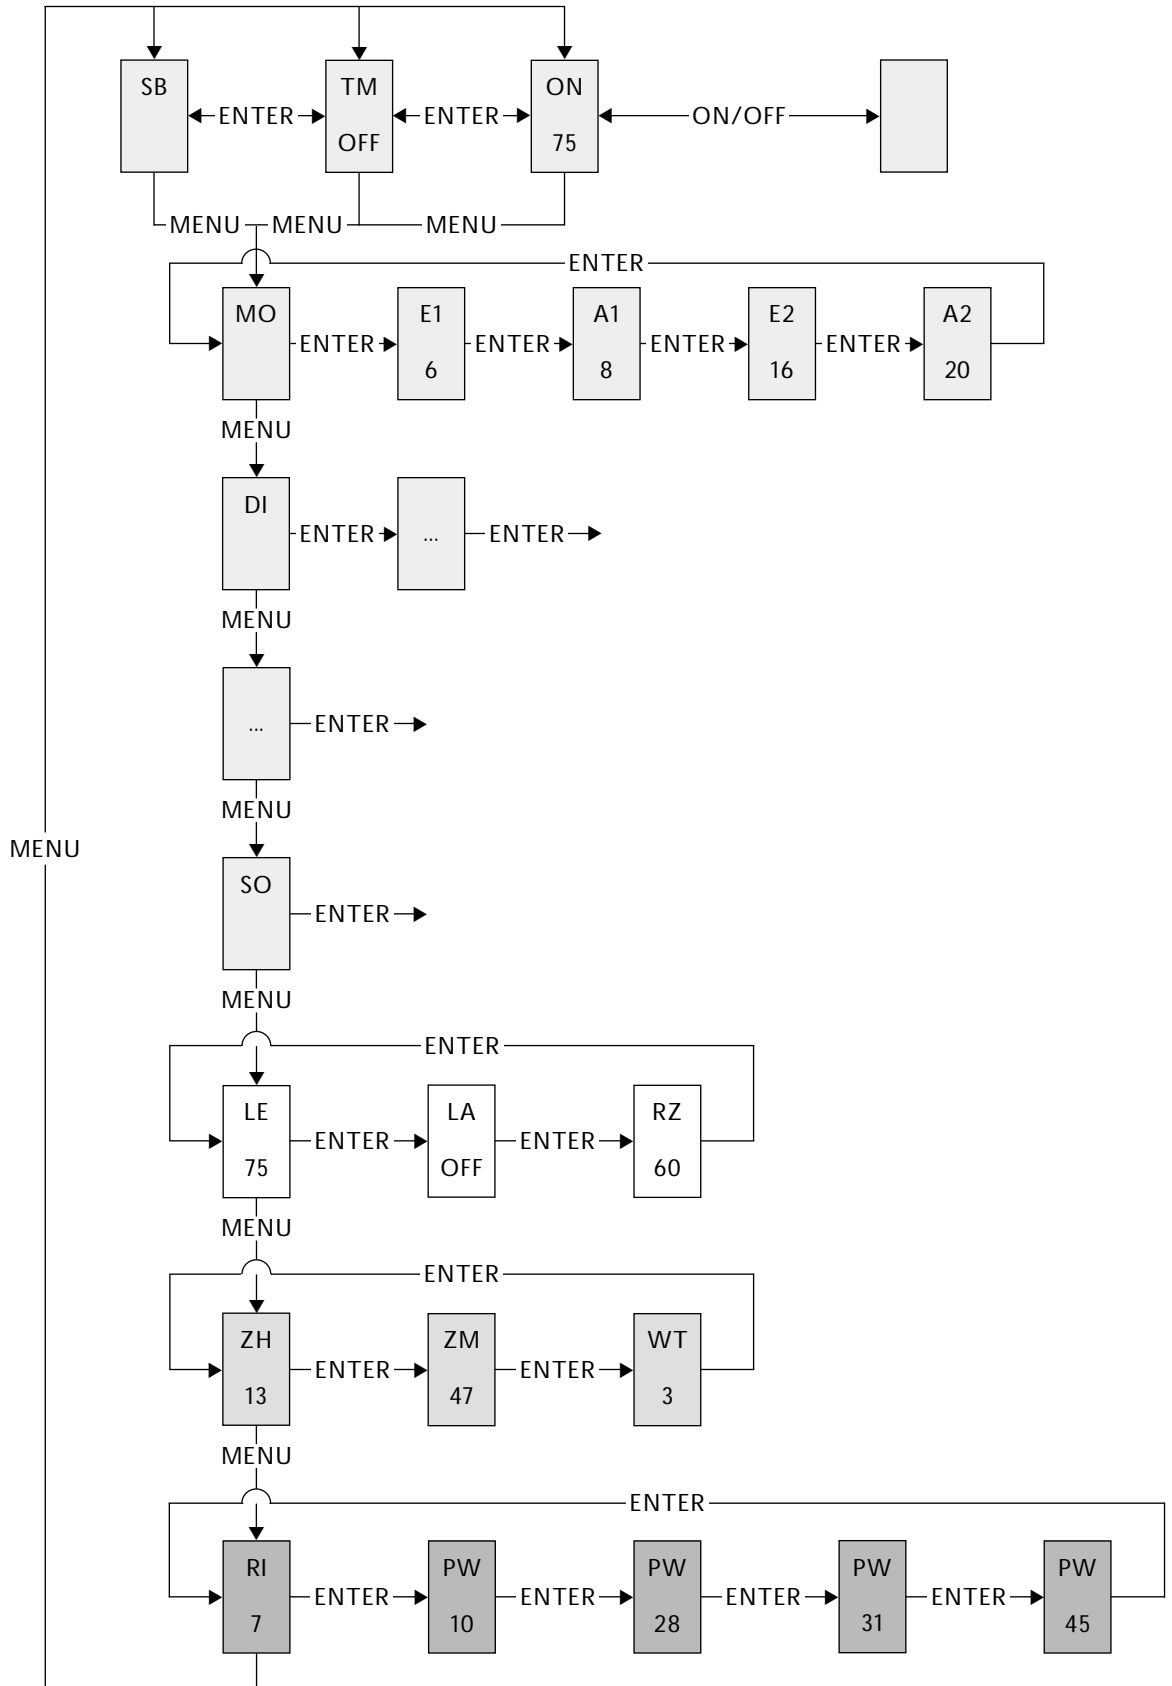 SB
TM
ON
ENTER
ENTER
ON/OFF
OFF
75
MENU
MENU
MENU
ENTER
MO
E1
A1
E2
A2
ENTER
ENTER
ENTER
ENTER
6
8
16
20
MENU
DI
ENTER
...
ENTER
MENU
...
ENTER
MENU
MENU
SO
ENTER
MENU
ENTER
LE
LA
RZ
ENTER
ENTER
75
OFF
60
MENU
ENTER
ZH
ZM
WT
ENTER
ENTER
13
47
3
MENU
ENTER
RI
PW
PW
PW
PW
ENTER
ENTER
ENTER
ENTER
7
10
28
31
45